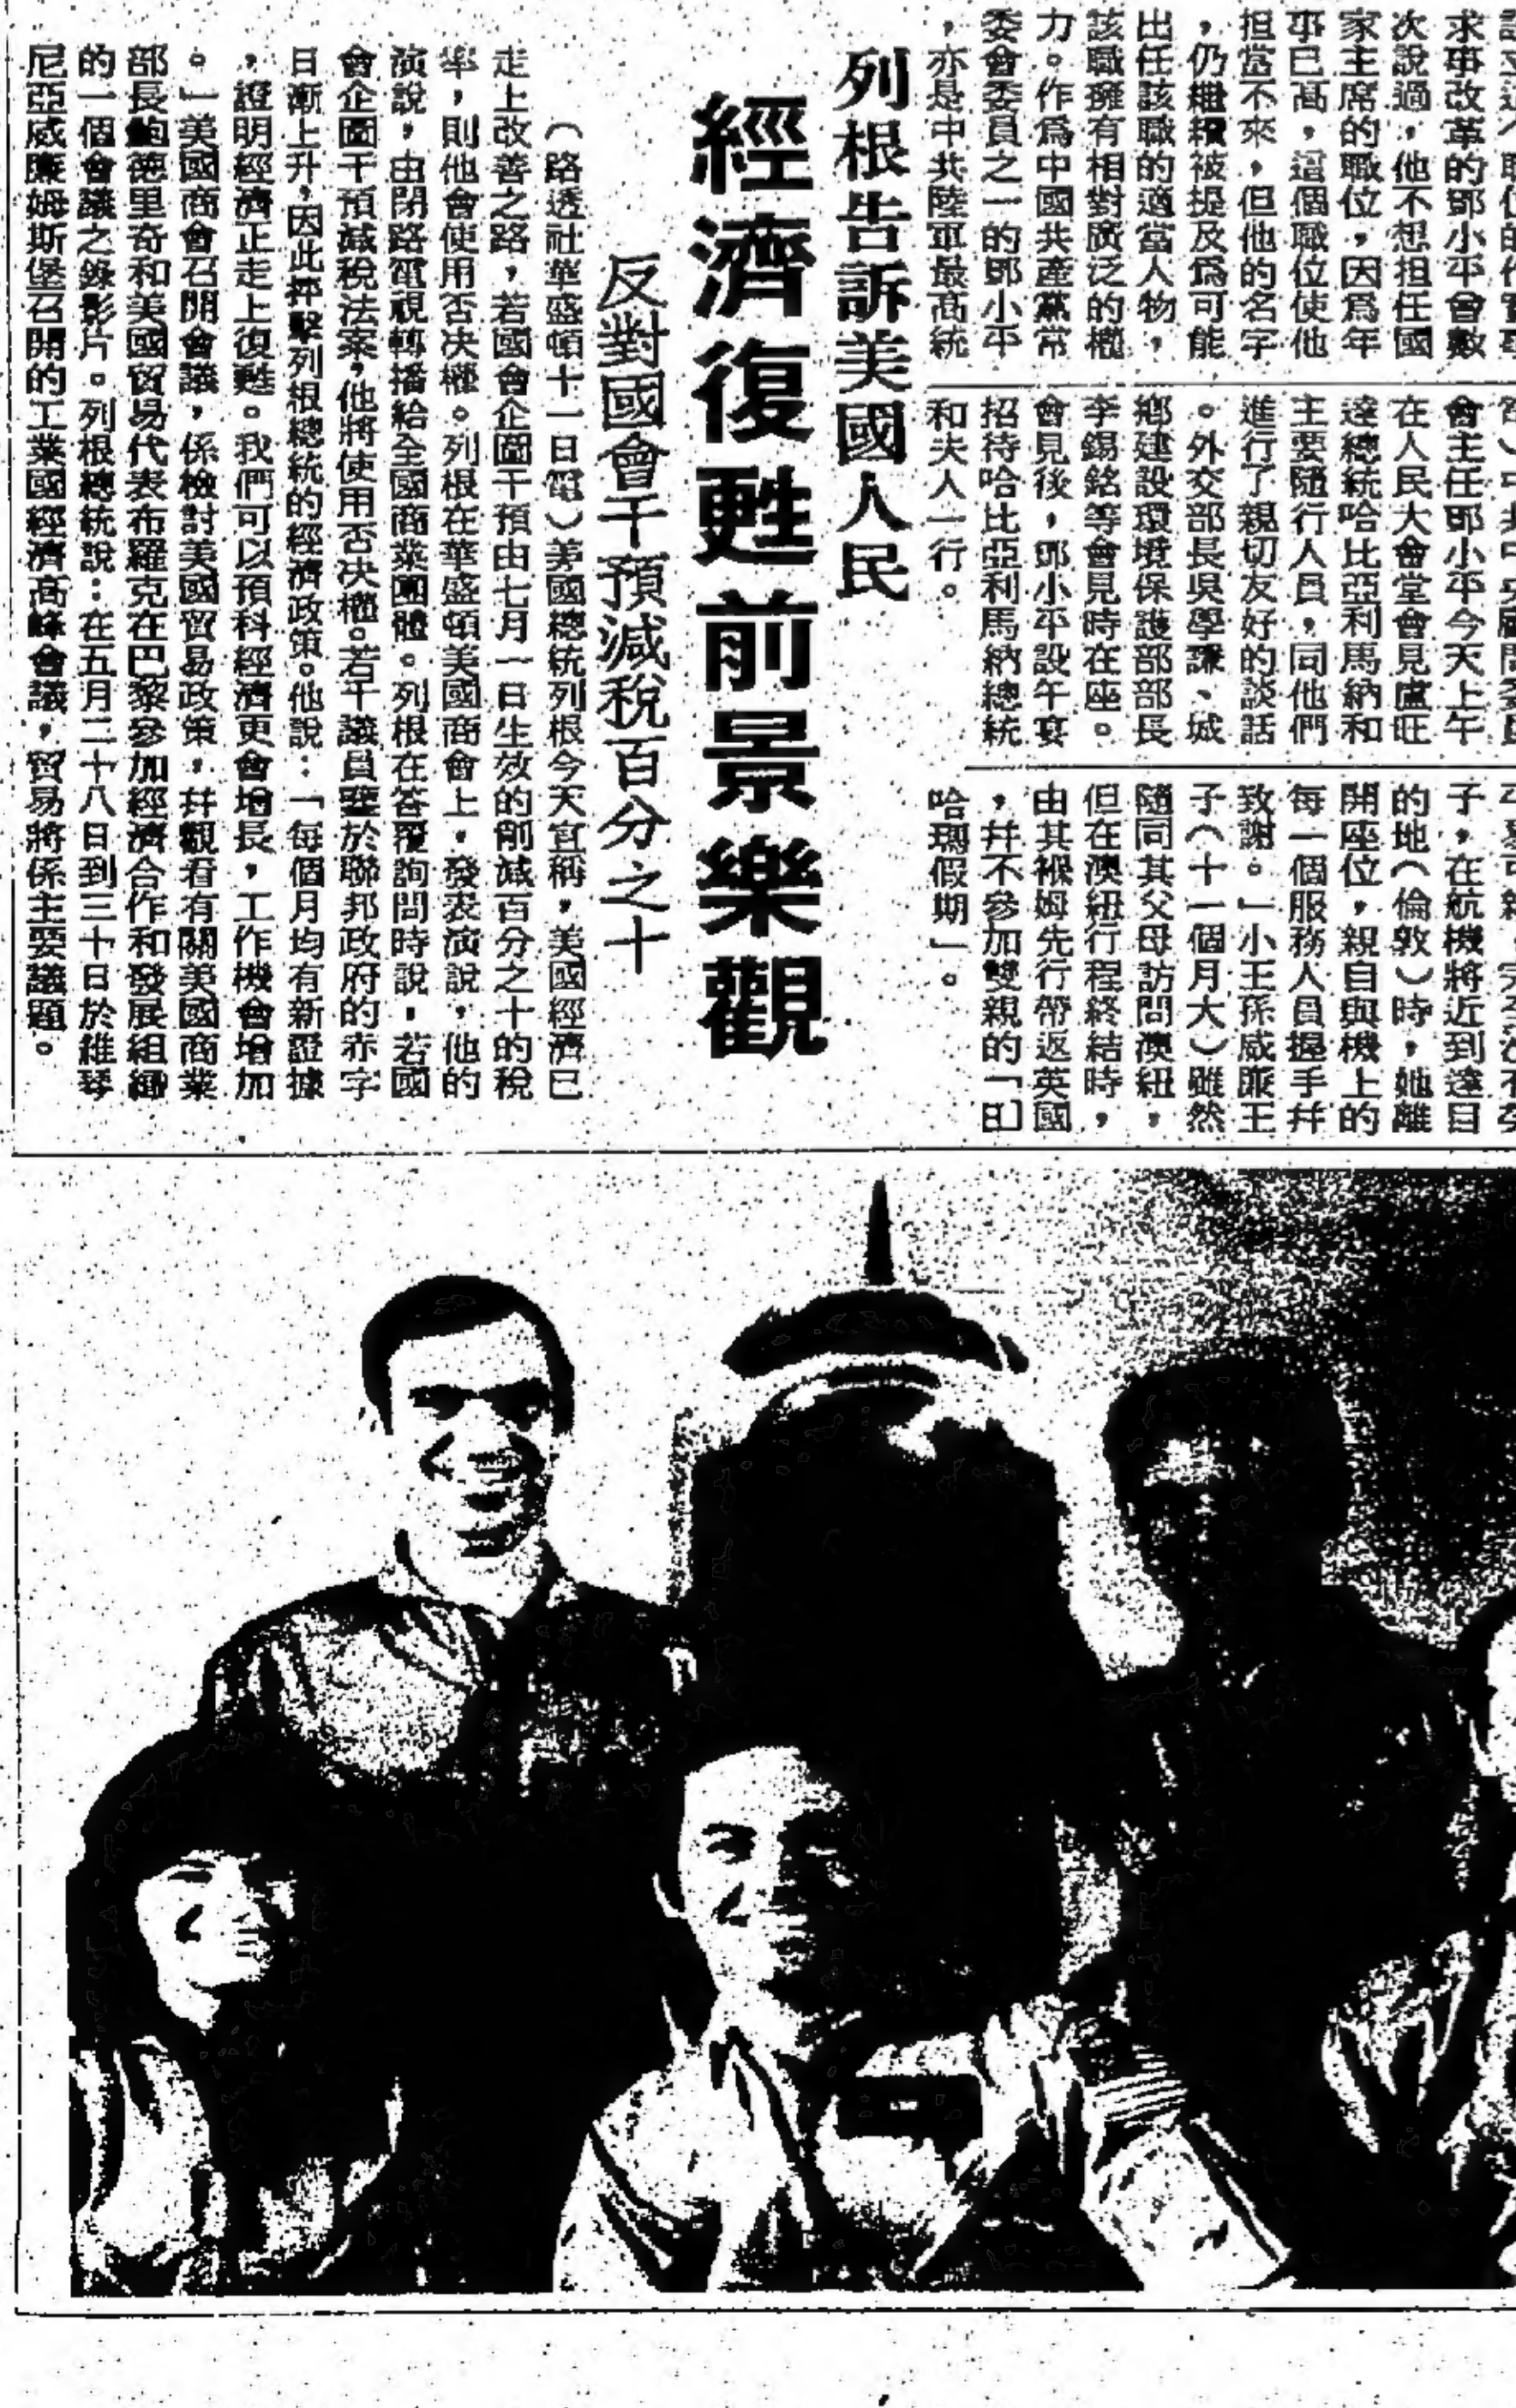 求事改革的鄧小平會數
次說過，他不想担任國
家主席的職位，因爲年
事已高，這個職位使他
担當不來，但他的名字
，仍繼續被提及爲可能
出任該職的適當人物，
該職擁有相對廣泛的權
力。作爲中國共產黨常
委會委員之一的鄧小平
，亦是中共陸軍最高統
會主任鄧小平今天上午
在人民大會堂會見盧旺
達總統哈比亞利馬納和
主要隨行人員，同他們
進行了親切友好的談話
。外交部長吳學謙、城
鄉建設環境保護部部長
李錫銘等會見時在座。
會見後，鄧小平設午宴
招待哈比亞利馬納總統
和夫人一行。
子，在航機將近到達目
的地（倫敦）時，她離
開座位，親自與機上的
每一個服務人員握手幷
致謝。」小王孫威廉王
子（十一個月大）雖然
隨同其父母訪問澳紐，
但在澳紐行程終結時，
由其褓姆先行帶返英國
，幷不參加雙親的「巴
哈瑪假期」。
列根告訴美國人民
經濟復甦前景樂觀
反對國會干預減稅百分之十
（路透社華盛頓十一日電）美國總統列根今天宣稱，美國經濟已
走上改善之路，若國會企圖干預由七月一日生效的削減百分之十的稅
率，則他會使用否決權。列根在華盛頓美國商會上，發表演說，他的
演說，由閉路電視轉播給全國商業團體。列根在答覆詢問時說，若國
會企圖干預減稅法案，他將使用否決權。若干議員鑒於聯邦政府的赤字
日漸上升，因此抨擊列根總統的經濟政策。他說：「每個月均有新證據
，證明經濟正走上復甦。我們可以預料經濟更會增長，工作機會增加
。」美國商會召開會議，係檢討美國貿易政策，幷觀看有關美國商業
部長鮑德里奇和美國貿易代表布羅克在巴黎參加經濟合作和發展組織
的一個會議之錄影片。列根總統說：在五月二十八日到三十日於維琴
尼亞威廉姆斯堡召開的工業國經濟高峰會議，貿易將係主要議題。